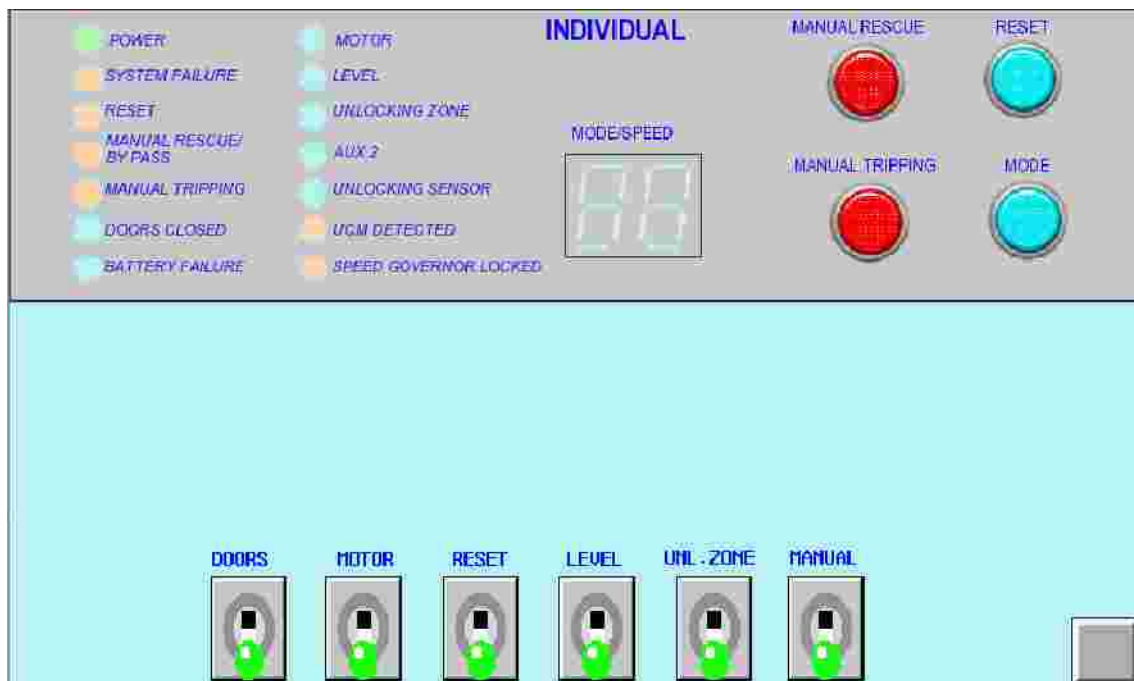 POWER
SYSTEM FAILURE
RESET
MANUAL RESCUE/
BY PASS
MANUAL TRIPPING
DOORS CLOSED
BATTERY FAILURE
MOTOR
LEVEL
UNLOCKING ZONE
AUX 2
UNLOCKING SENSOR
UCM DETECTED
SPEED GOVERNOR LOCKED
INDIVIDUAL
MODE/SPEED
MANUAL RESCUE
RESET
MANUAL TRIPPING
MODE
DOORS
MOTOR
RESET
LEVEL
UNL.ZONE
MANUAL